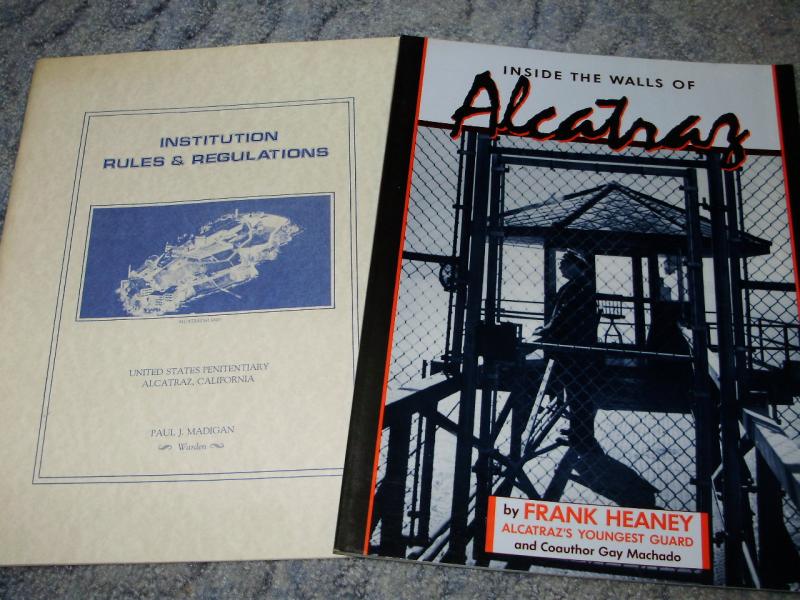 INSTITUTION
RULES & REGULATIONS
UNITED STATES PENITENTIARY
ALCATRAZ, CALIFORNIA
PAUL J. MADIGAN
Warden
INSIDE THE WALLS OF
Alcatraz
by FRANK HEANEY
ALCATRAZ'S YOUNGEST GUARD
and Coauthor Gay Machado